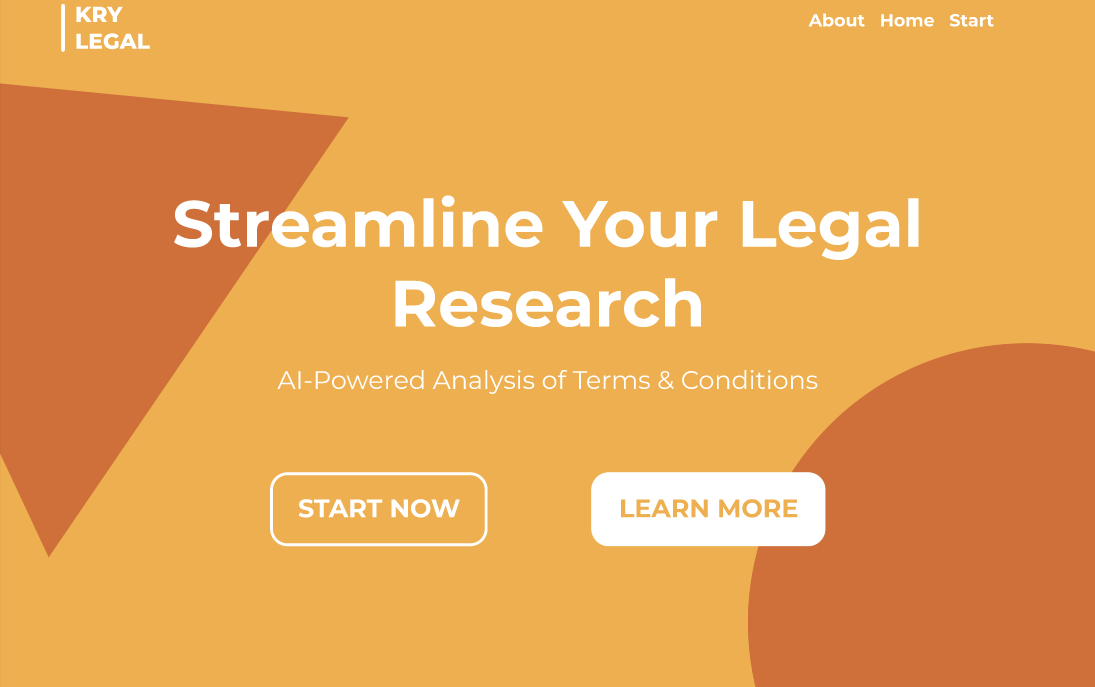 KRY
LEGAL
About Home Start
Streamline Your Legal
Research
AI-Powered Analysis of Terms & Conditions
START NOW
LEARN MORE